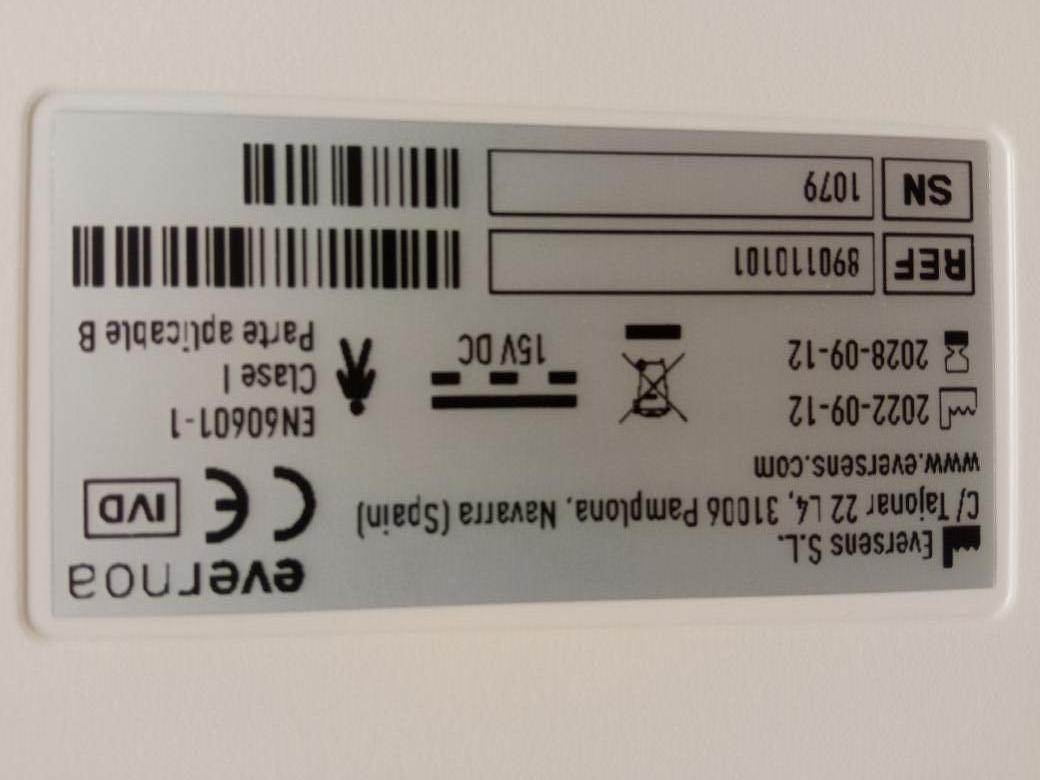 Eversens S.L.
C/ Tajonar 22 L4, 31006 Pamplona, Navarra (Spain)
www.eversens.com
evernoa
CE IVD
2022-09-12
2028-09-12
15V DC
EN60601-1
Clase I
Parte aplicable B
REF 890110101
SN 1079